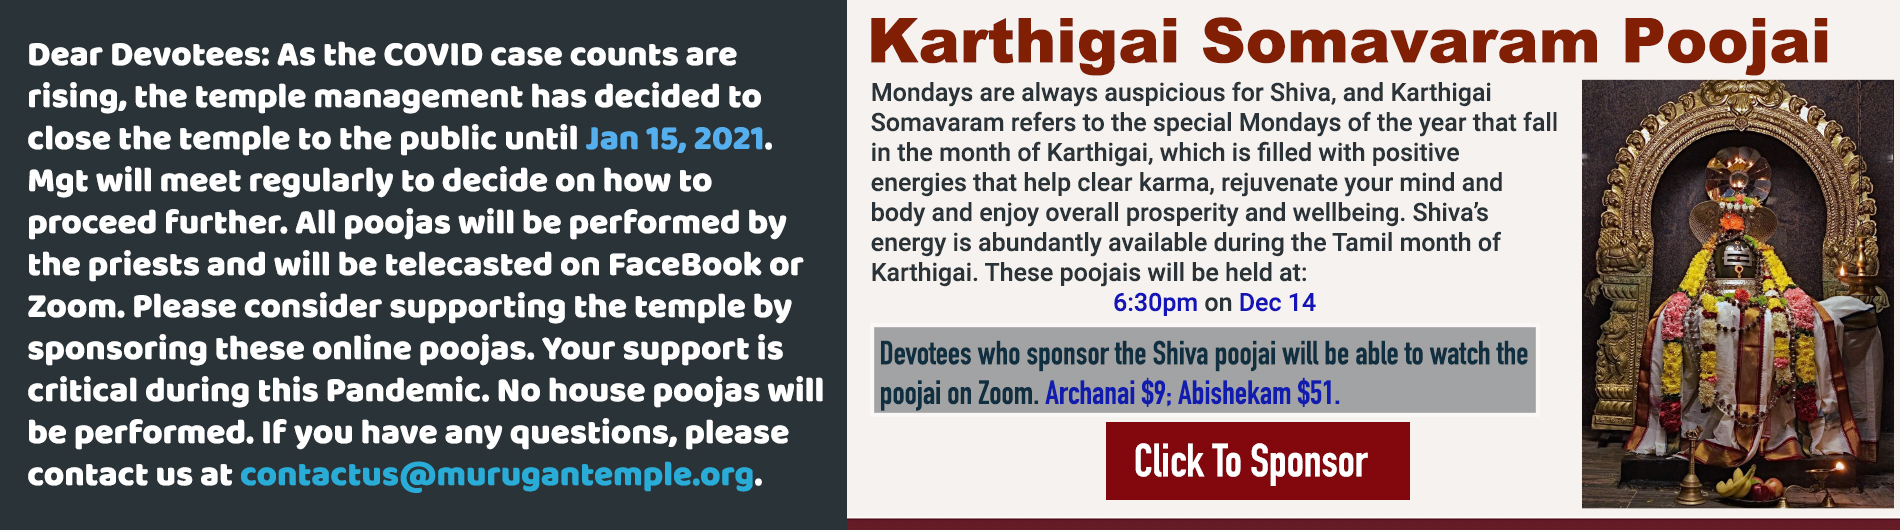 Dear Devotees: As the COVID case counts are
rising, the temple management has decided to
close the temple to the public until Jan 15, 2021.
Mgt will meet regularly to decide on how to
proceed further. All poojas will be performed by
the priests and will be telecasted on FaceBook or
Zoom. Please consider supporting the temple by
sponsoring these online poojas. Your support is
critical during this Pandemic. No house poojas will
be performed. If you have any questions, please
contact us at contactus@murugantemple.org.
Karthigai Somavaram Poojai
Mondays are always auspicious for Shiva, and Karthigai
Somavaram refers to the special Mondays of the year that fall
in the month of Karthigai, which is filled with positive
energies that help clear karma, rejuvenate your mind and
body and enjoy overall prosperity and wellbeing. Shiva’s
energy is abundantly available during the Tamil month of
Karthigai. These poojais will be held at:
6:30pm on Dec 14
Devotees who sponsor the Shiva poojai will be able to watch the
poojai on Zoom. Archanai $9; Abishekam $51.
Click To Sponsor